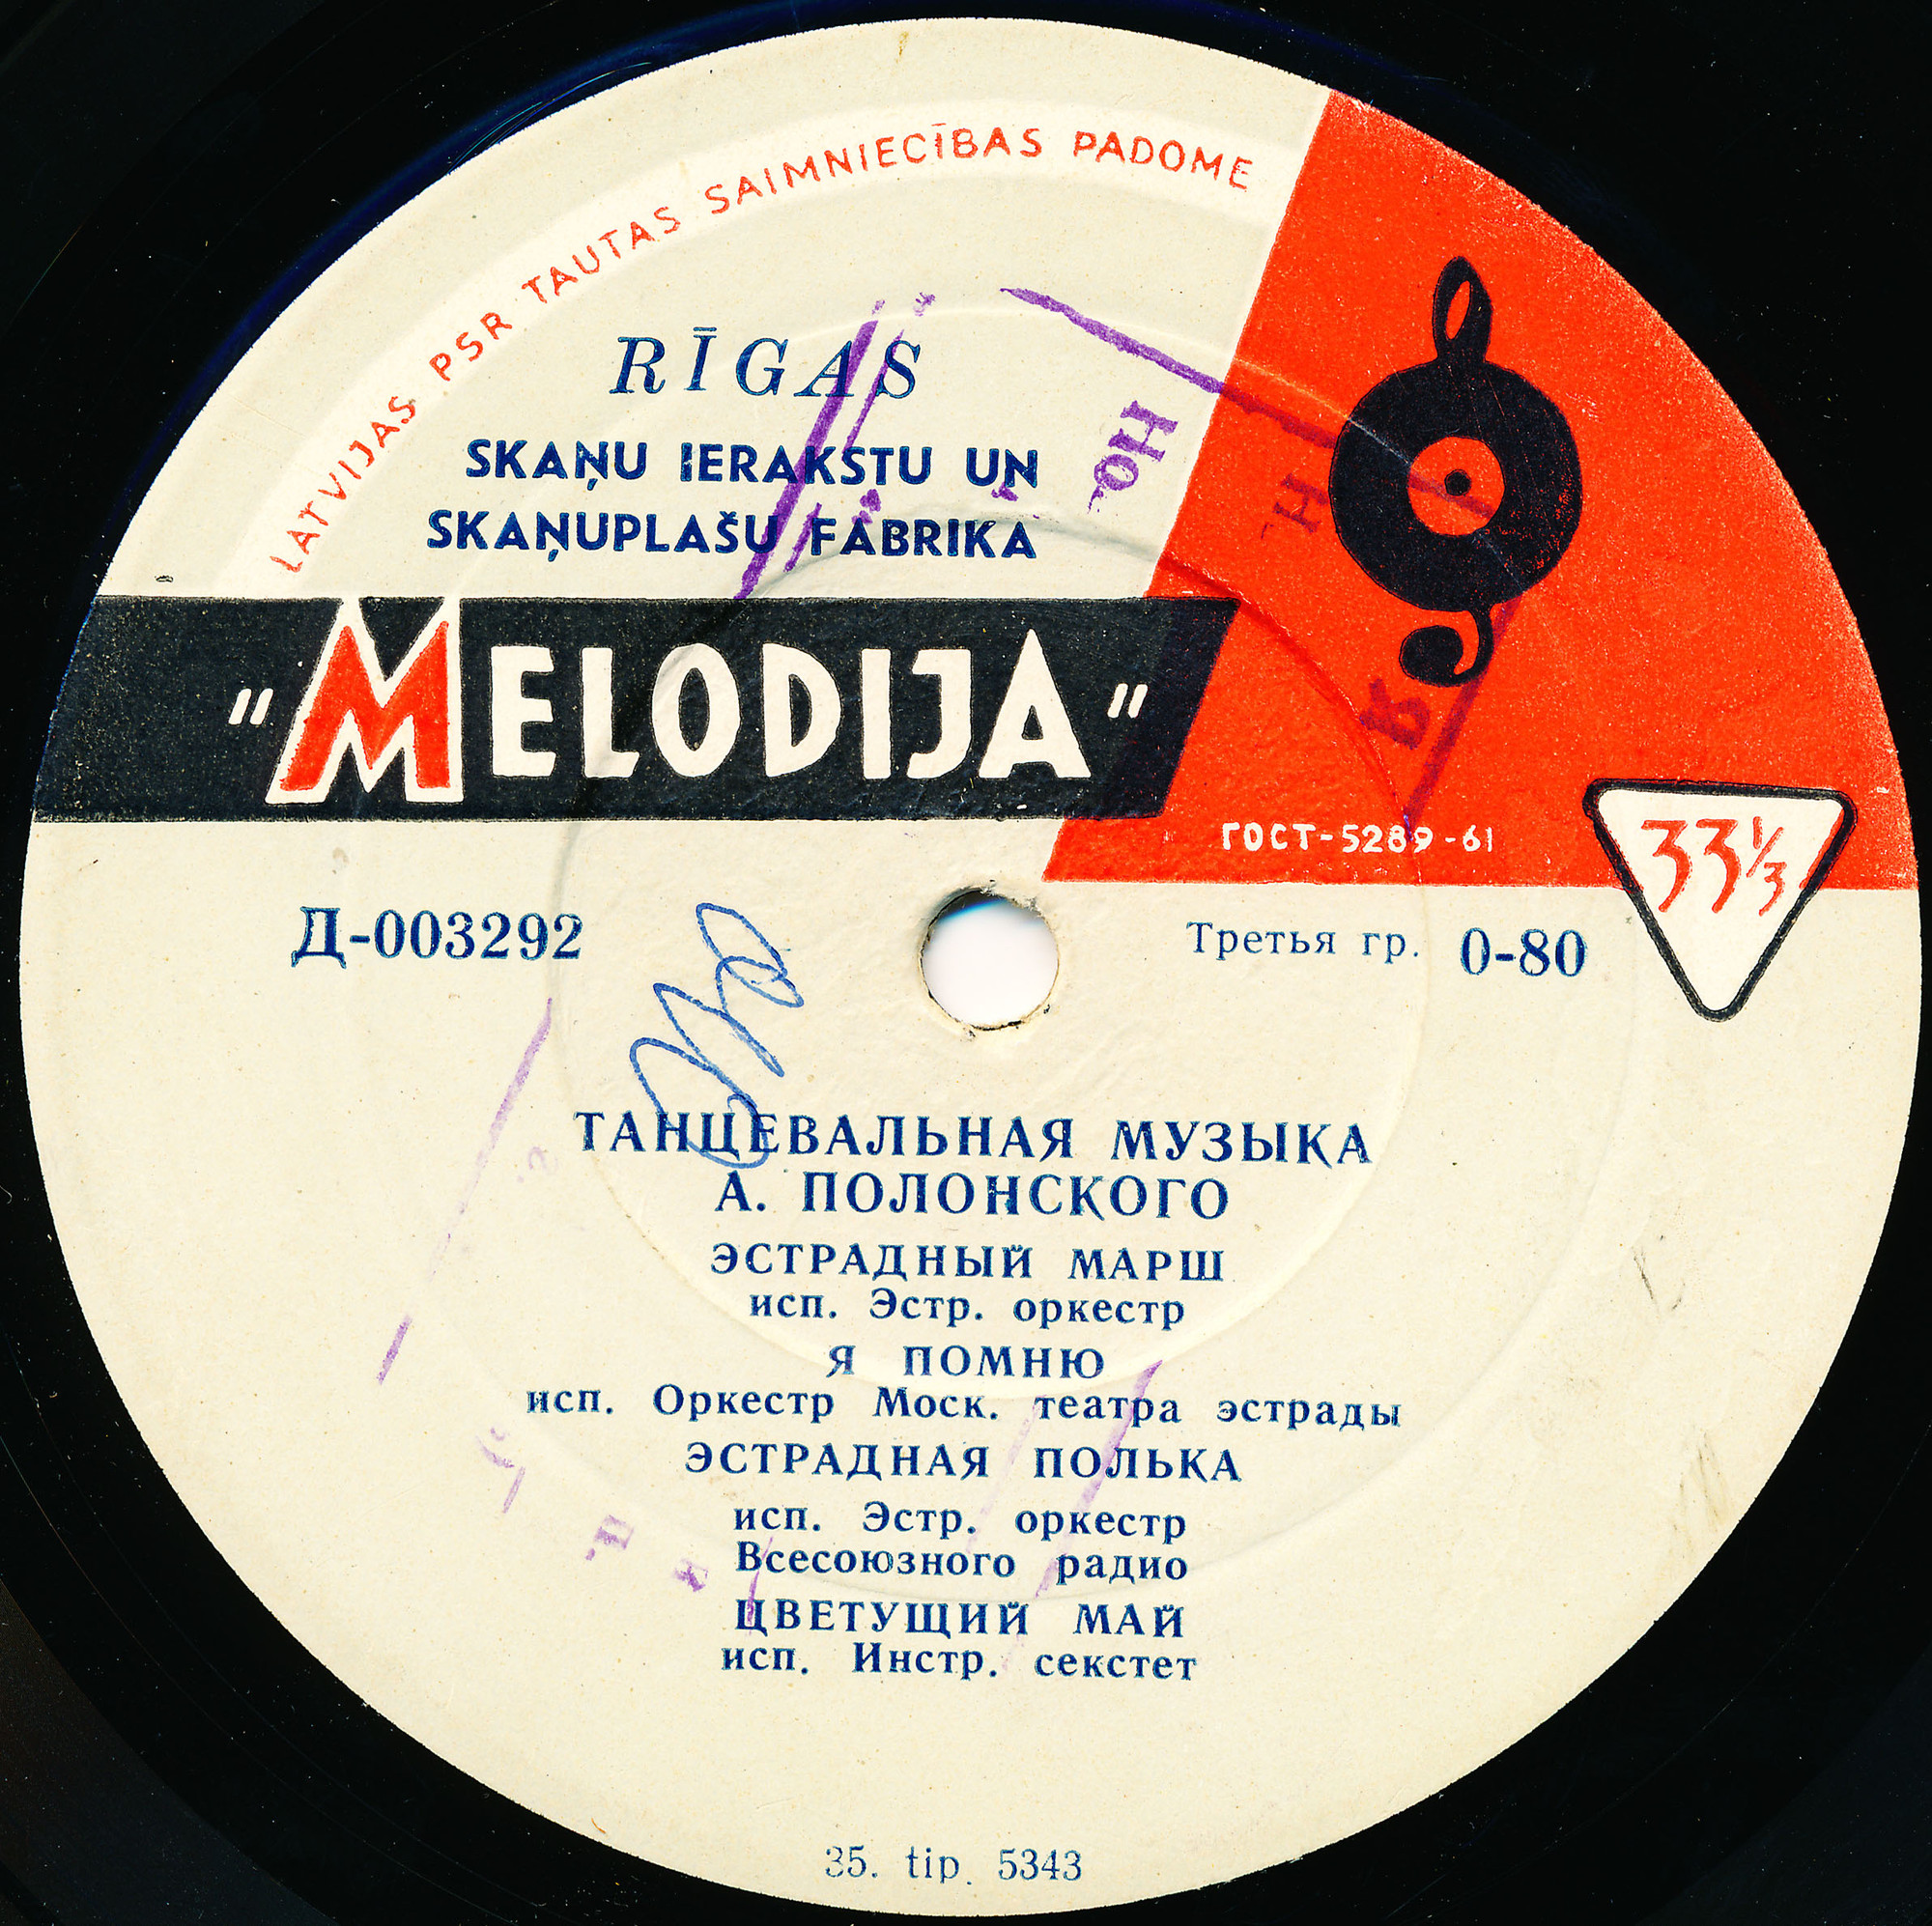 LATVIJAS PSR TAUTAS SAIMNIECĪBAS PADOME
RĪGAS
SKAŅU IERAKSTU UN
SKAŅUPLAŠU FABRIKA
"MELODIJA"
ГОСТ-5289-61
33⅓
Д-003292
Третья гр. 0-80
ТАНЦЕВАЛЬНАЯ МУЗЫКА
А. ПОЛОНСКОГО
ЭСТРАДНЫЙ МАРШ
исп. Эстр. оркестр
Я ПОМНЮ
исп. Оркестр Моск. театра эстрады
ЭСТРАДНАЯ ПОЛЬКА
исп. Эстр. оркестр
Всесоюзного радио
ЦВЕТУЩИЙ МАЙ
исп. Инстр. секстет
35. tip. 5343